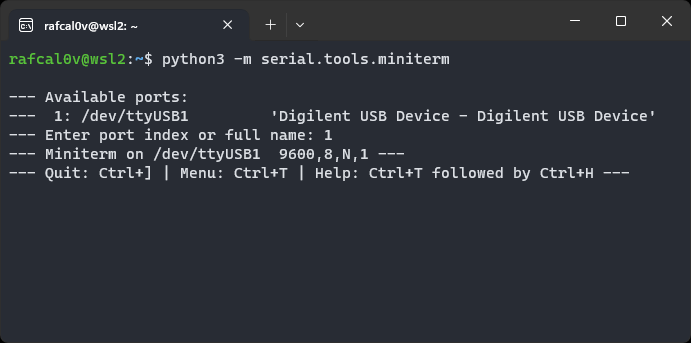 rafcal0v@wsl2: ~
rafcal0v@wsl2:~$ python3 -m serial.tools.miniterm
--- Available ports:
---  1: /dev/ttyUSB1         'Digilent USB Device - Digilent USB Device'
--- Enter port index or full name: 1
--- Miniterm on /dev/ttyUSB1  9600,8,N,1 ---
--- Quit: Ctrl+] | Menu: Ctrl+T | Help: Ctrl+T followed by Ctrl+H ---